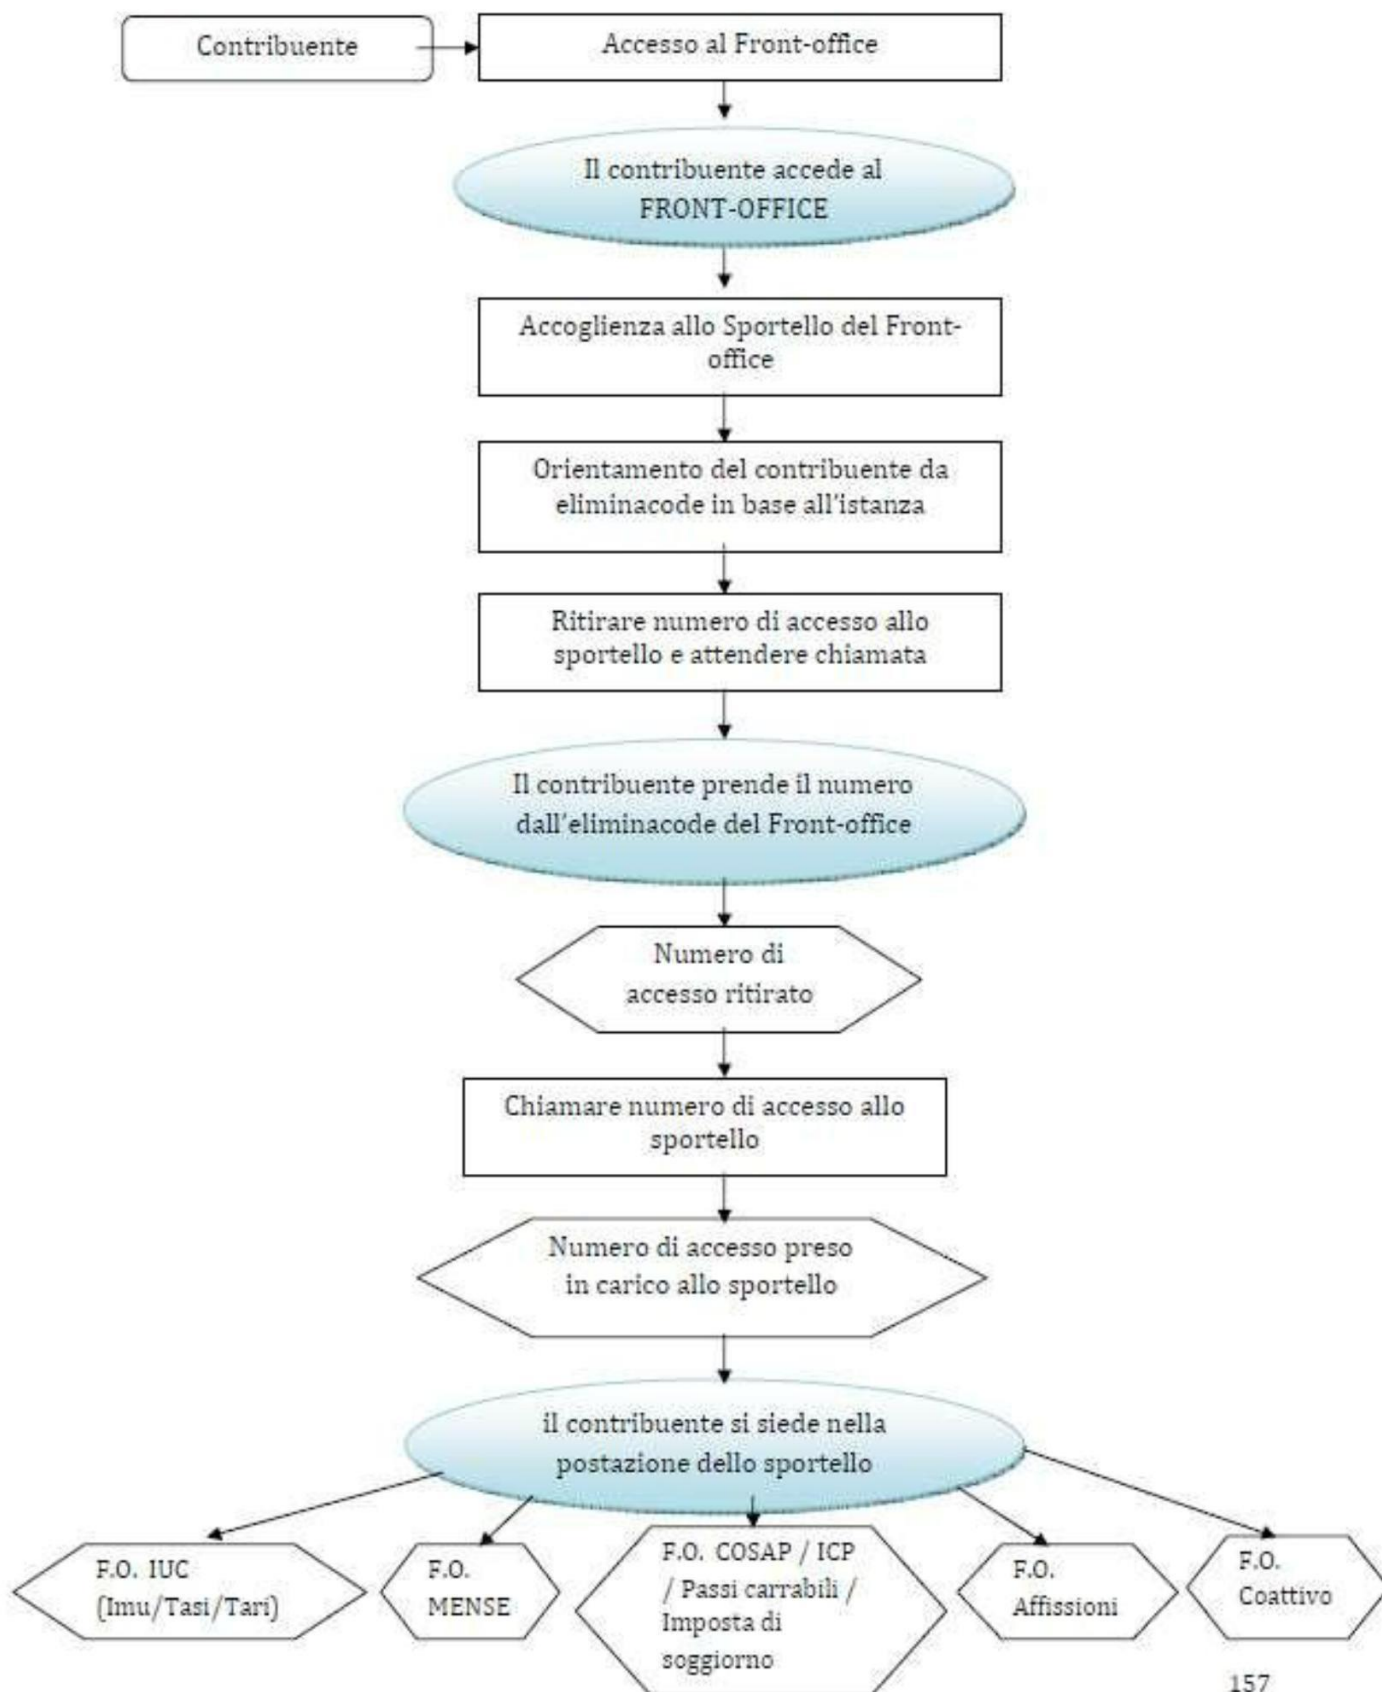 Contribuente
Accesso al Front-office
Il contribuente accede al
FRONT-OFFICE
Accoglienza allo Sportello del Front-
office
Orientamento del contribuente da
eliminacode in base all'istanza
Ritirare numero di accesso allo
sportello e attendere chiamata
Il contribuente prende il numero
dall'eliminacode del Front-office
Numero di
accesso ritirato
Chiamare numero di accesso allo
sportello
Numero di accesso preso
in carico allo sportello
il contribuente si siede nella
postazione dello sportello
F.O. IUC
(Imu/Tasi/Tari)
F.O.
MENSE
F.O. COSAP / ICP
/ Passi carrabili /
Imposta di
soggiorno
F.O.
Affissioni
F.O.
Coattivo
157